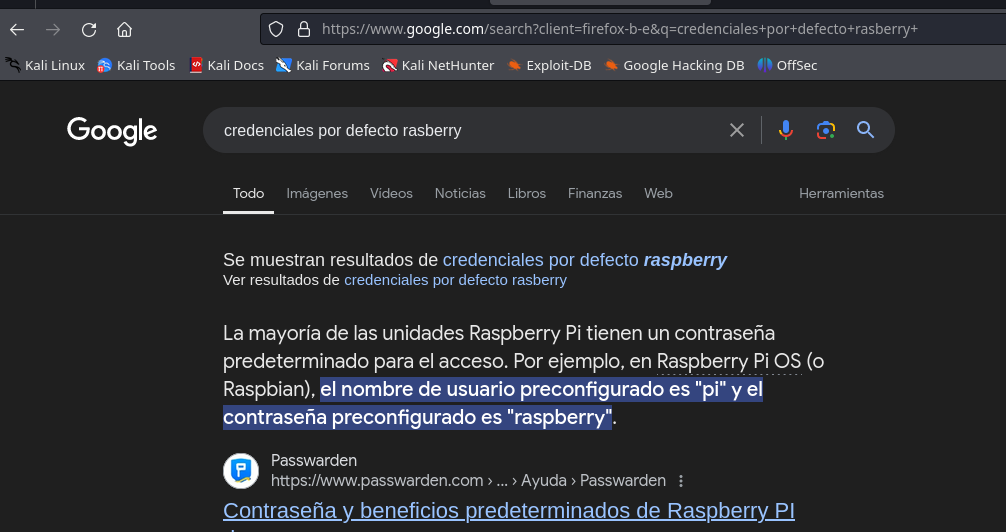 https://www.google.com/search?client=firefox-b-e&q=credenciales+por+defecto+rasberry+
Kali Linux Kali Tools Kali Docs Kali Forums Kali NetHunter Exploit-DB Google Hacking DB OffSec
Google credenciales por defecto rasberry
Todo Imágenes Vídeos Noticias Libros Finanzas Web Herramientas
Se muestran resultados de credenciales por defecto raspberry
Ver resultados de credenciales por defecto rasberry
La mayoría de las unidades Raspberry Pi tienen un contraseña
predeterminado para el acceso. Por ejemplo, en Raspberry Pi OS (o
Raspbian), el nombre de usuario preconfigurado es "pi" y el
contraseña preconfigurado es "raspberry".
Passwarden
https://www.passwarden.com › ... › Ayuda › Passwarden
Contraseña y beneficios predeterminados de Raspberry PI